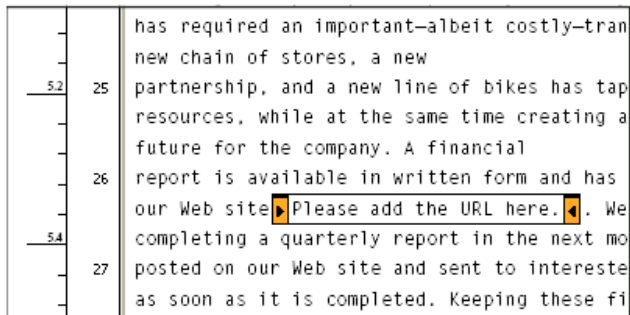 has required an important—albeit costly—tran
new chain of stores, a new
5.2 25 partnership, and a new line of bikes has tap
resources, while at the same time creating a
future for the company. A financial
26 report is available in written form and has
our Web site Please add the URL here. . We
5.4 completing a quarterly report in the next mo
27 posted on our Web site and sent to intereste
as soon as it is completed. Keeping these fi